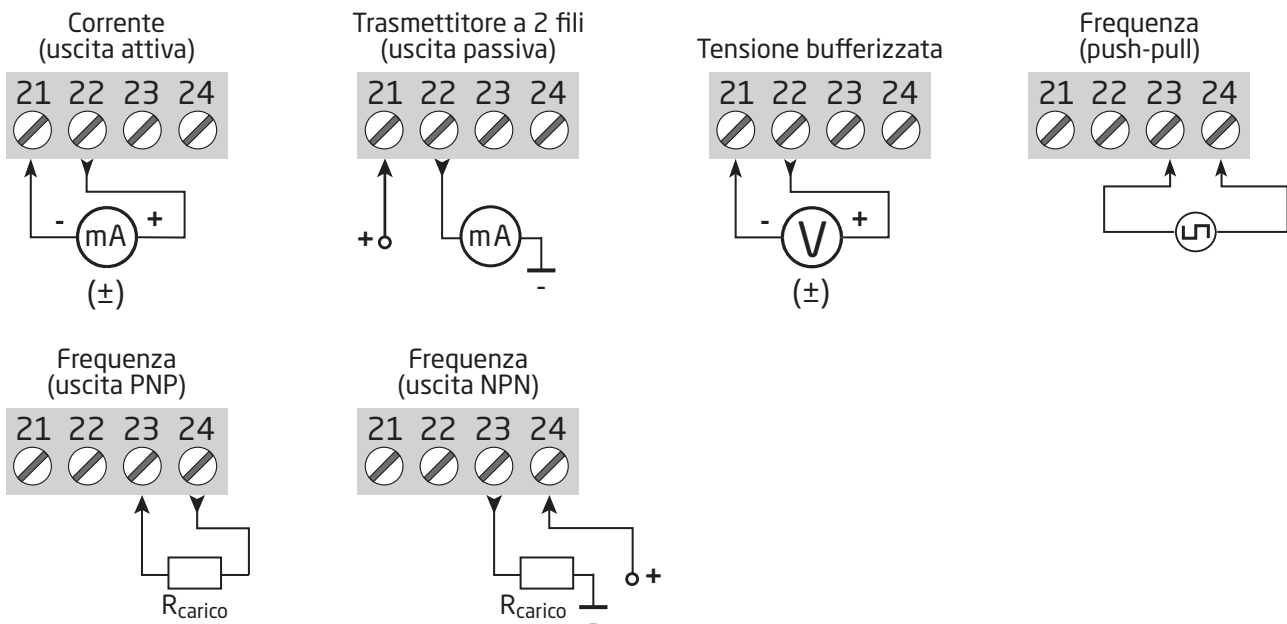 Corrente
(uscita attiva)
21 22 23 24
- mA +
(±)
Trasmettitore a 2 fili
(uscita passiva)
21 22 23 24
+ mA
-
Tensione bufferizzata
21 22 23 24
- V +
(±)
Frequenza
(push-pull)
21 22 23 24
Frequenza
(uscita PNP)
21 22 23 24
Rcarico
Frequenza
(uscita NPN)
21 22 23 24
+
Rcarico
-